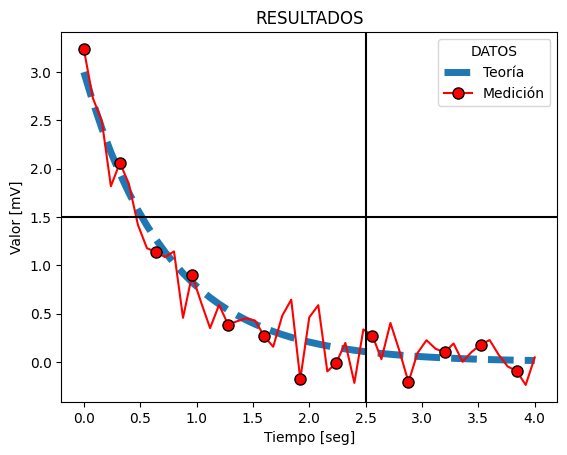 RESULTADOS
DATOS
Teoría
Medición
Valor [mV]
3.0
2.5
2.0
1.5
1.0
0.5
0.0
0.0 0.5 1.0 1.5 2.0 2.5 3.0 3.5 4.0
Tiempo [seg]